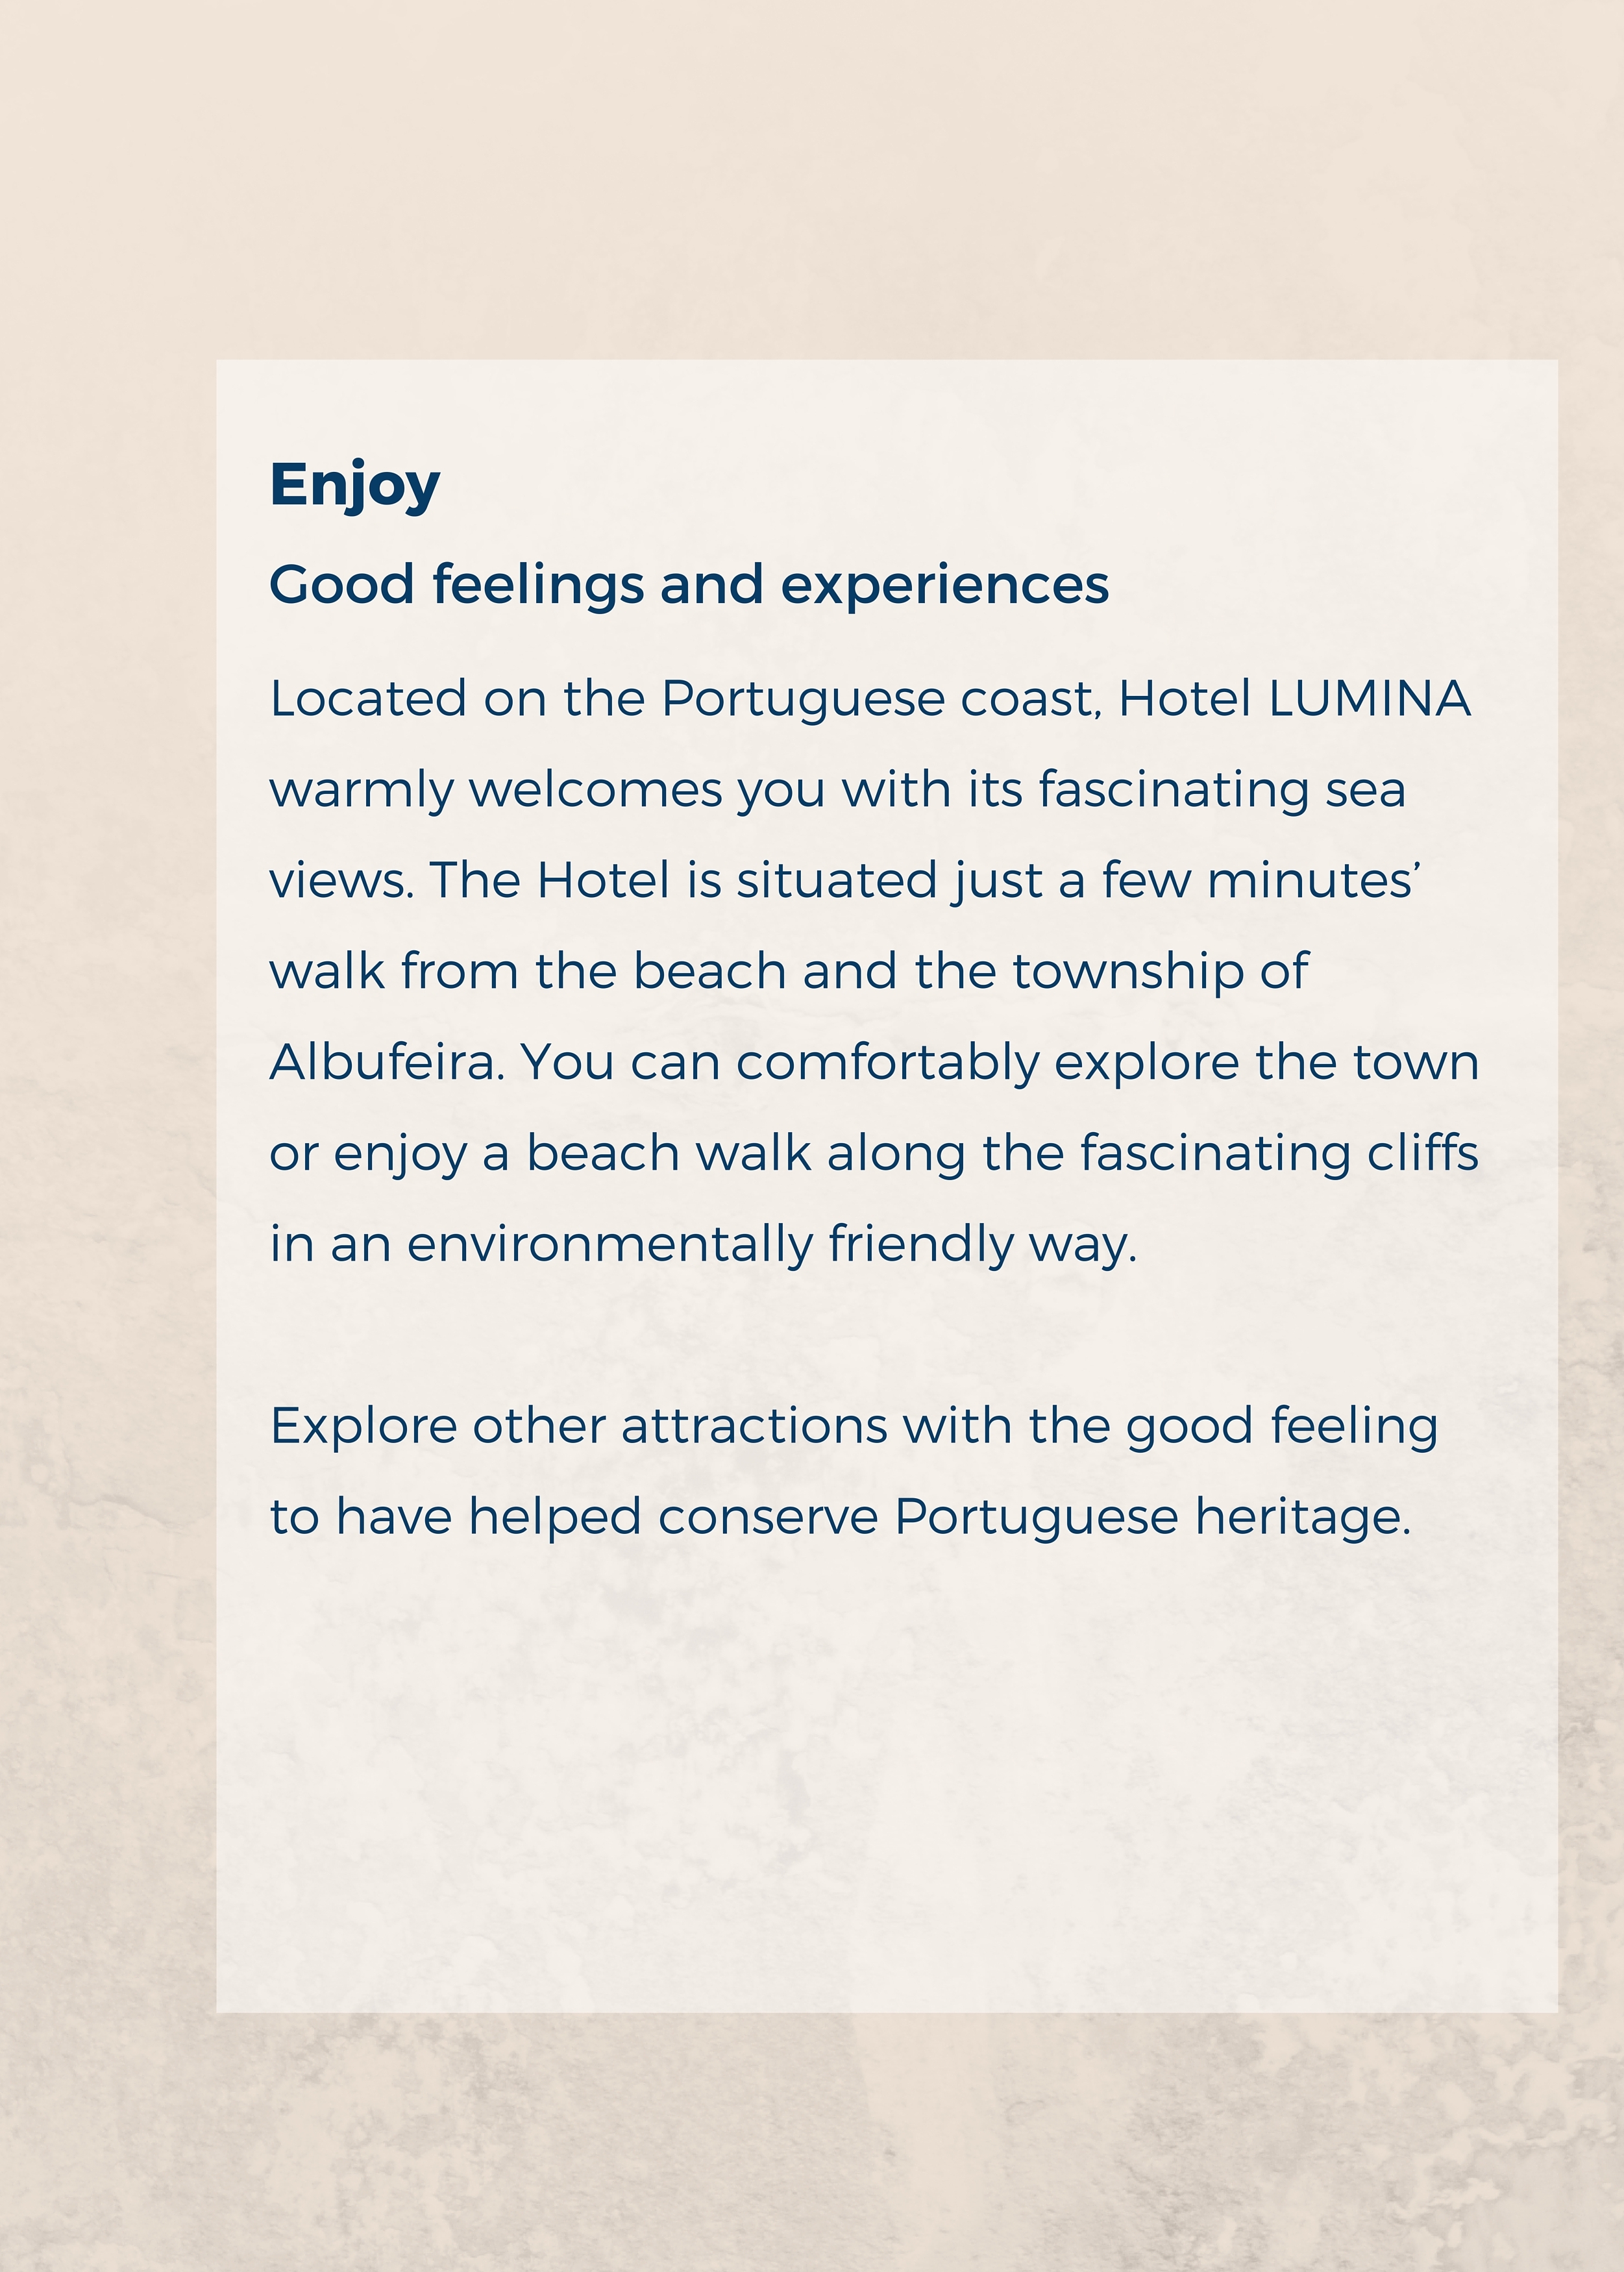 Enjoy
Good feelings and experiences
Located on the Portuguese coast, Hotel LUMINA
warmly welcomes you with its fascinating sea
views. The Hotel is situated just a few minutes’
walk from the beach and the township of
Albufeira. You can comfortably explore the town
or enjoy a beach walk along the fascinating cliffs
in an environmentally friendly way.
Explore other attractions with the good feeling
to have helped conserve Portuguese heritage.